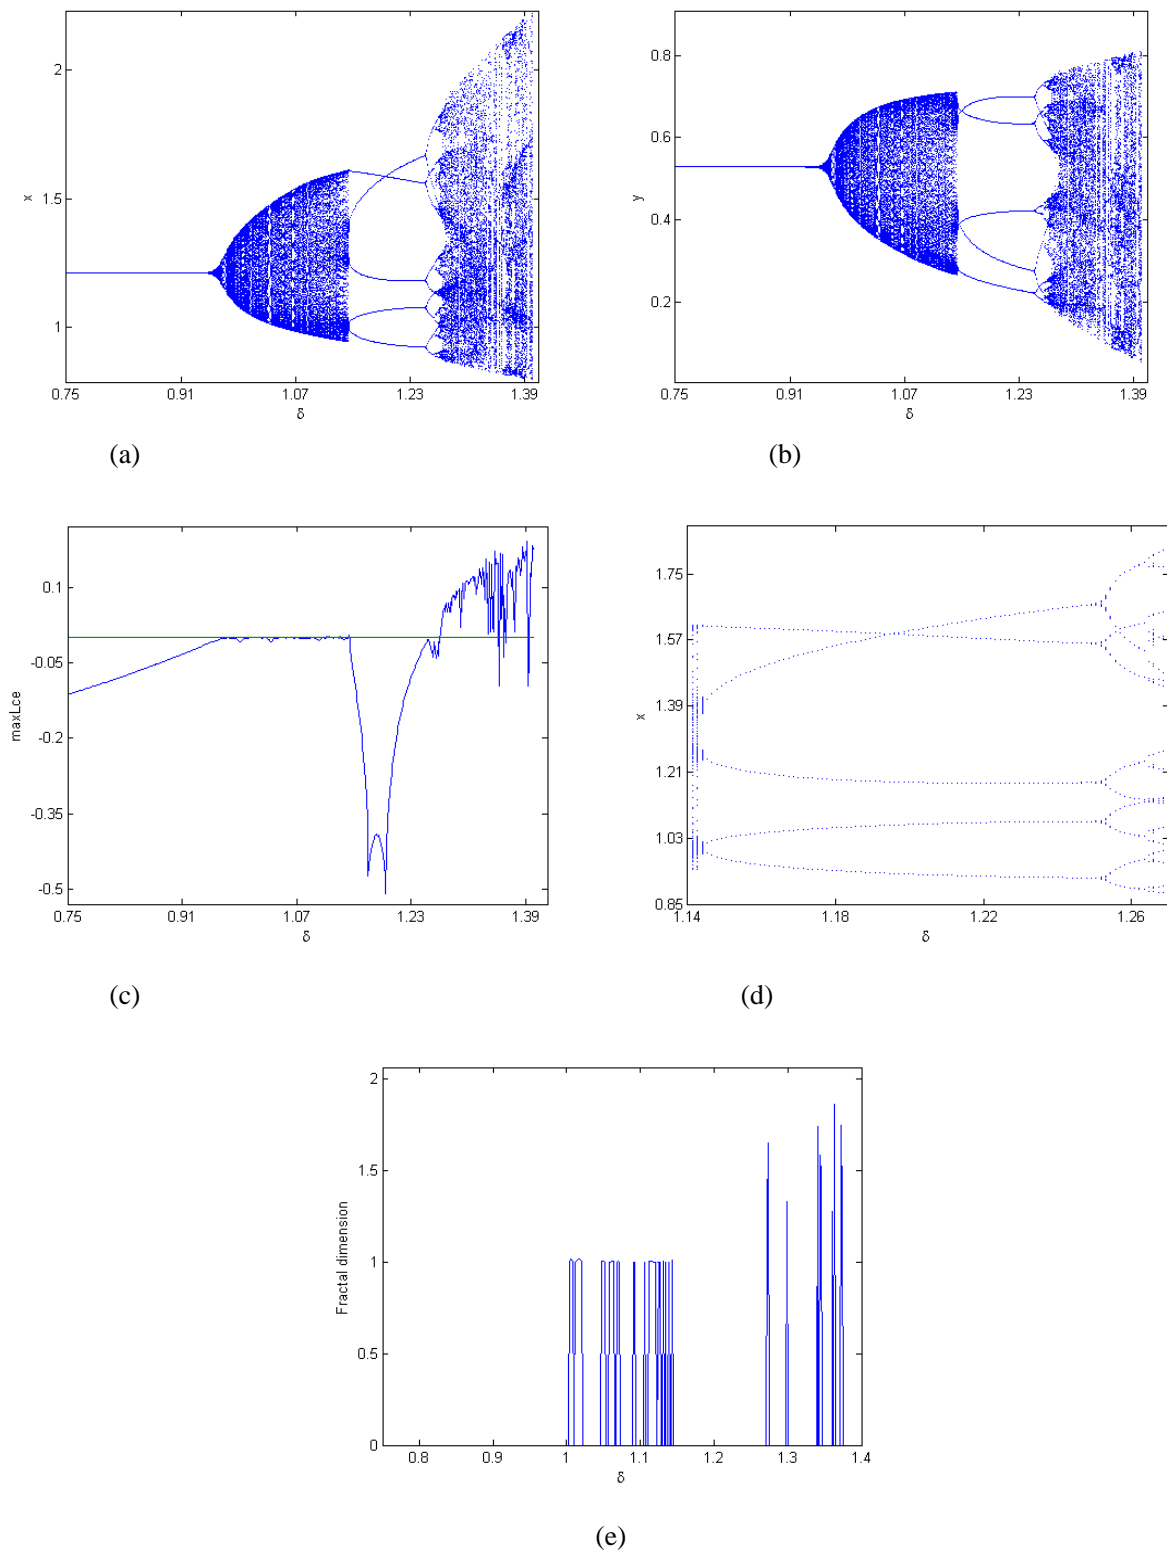 2
1.5
1
x
0.75 0.91 1.07 1.23 1.39
δ
(a)
0.8
0.6
0.4
0.2
y
0.75 0.91 1.07 1.23 1.39
δ
(b)
0.1
-0.05
-0.2
-0.35
-0.5
maxLce
0.75 0.91 1.07 1.23 1.39
δ
(c)
1.75
1.57
1.39
1.21
1.03
0.85
x
1.14 1.18 1.22 1.26
δ
(d)
2
1.5
1
0.5
0
Fractal dimension
0.8 0.9 1 1.1 1.2 1.3 1.4
δ
(e)